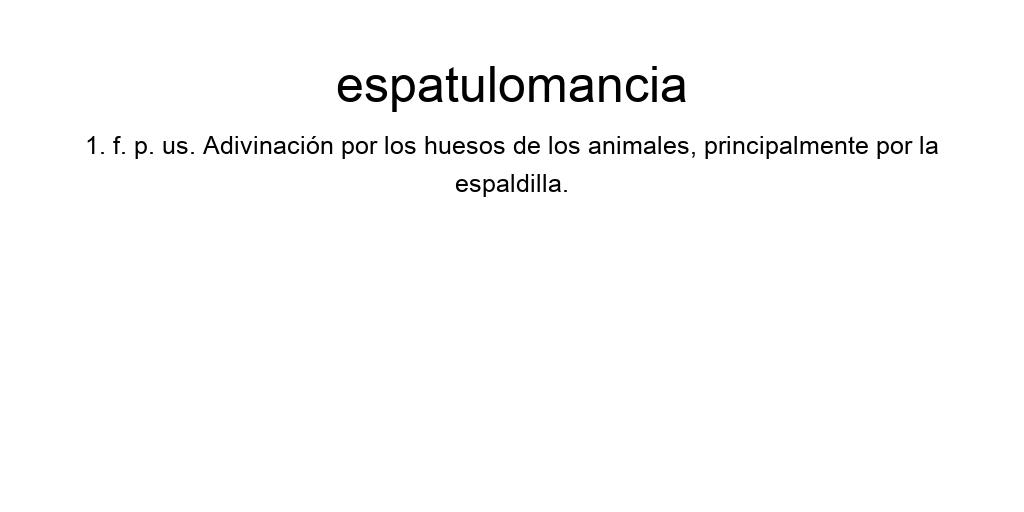 espatulomancia
1. f. p. us. Adivinación por los huesos de los animales, principalmente por la
espaldilla.